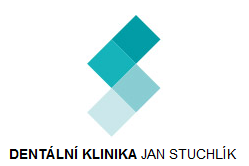 DENTÁLNÍ KLINIKA JAN STUCHLÍK